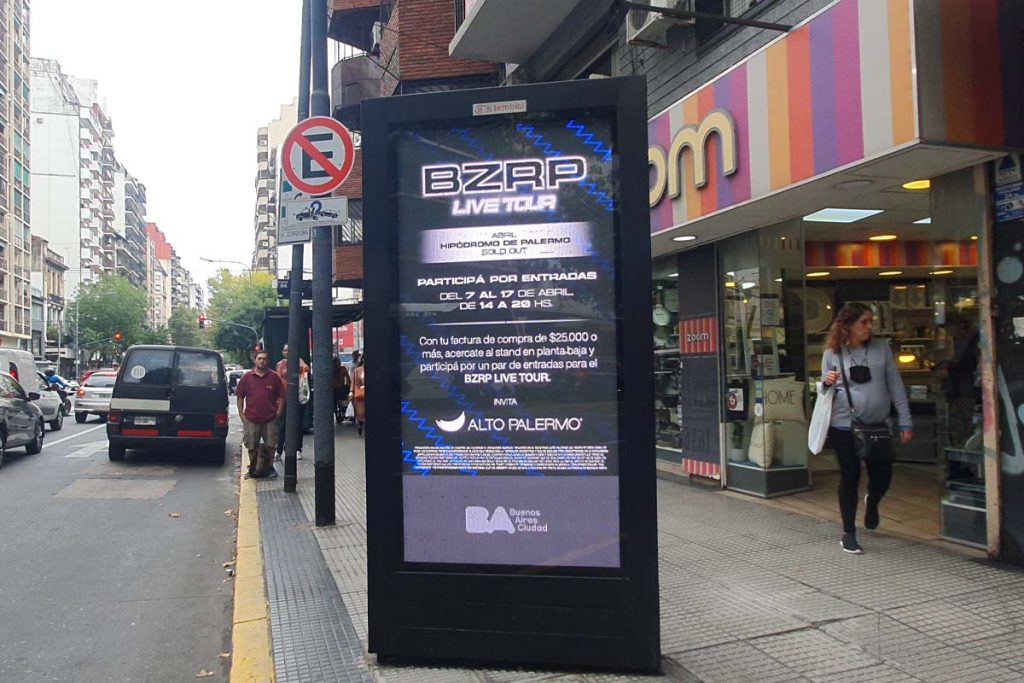 BZRP
LIVE TOUR
ABRIL
HIPÓDROMO DE PALERMO
SOLD OUT
PARTICIPÁ POR ENTRADAS
DEL 7 AL 17 DE ABRIL,
DE 14 A 20 HS.
Con tu factura de compra de $25.000 o
más, acercate al stand en planta-baja y
participá por un par de entradas para el
BZRP LIVE TOUR.
INVITA
ALTO PALERMO
BA Buenos
Aires
Ciudad
E
zoom
HOME